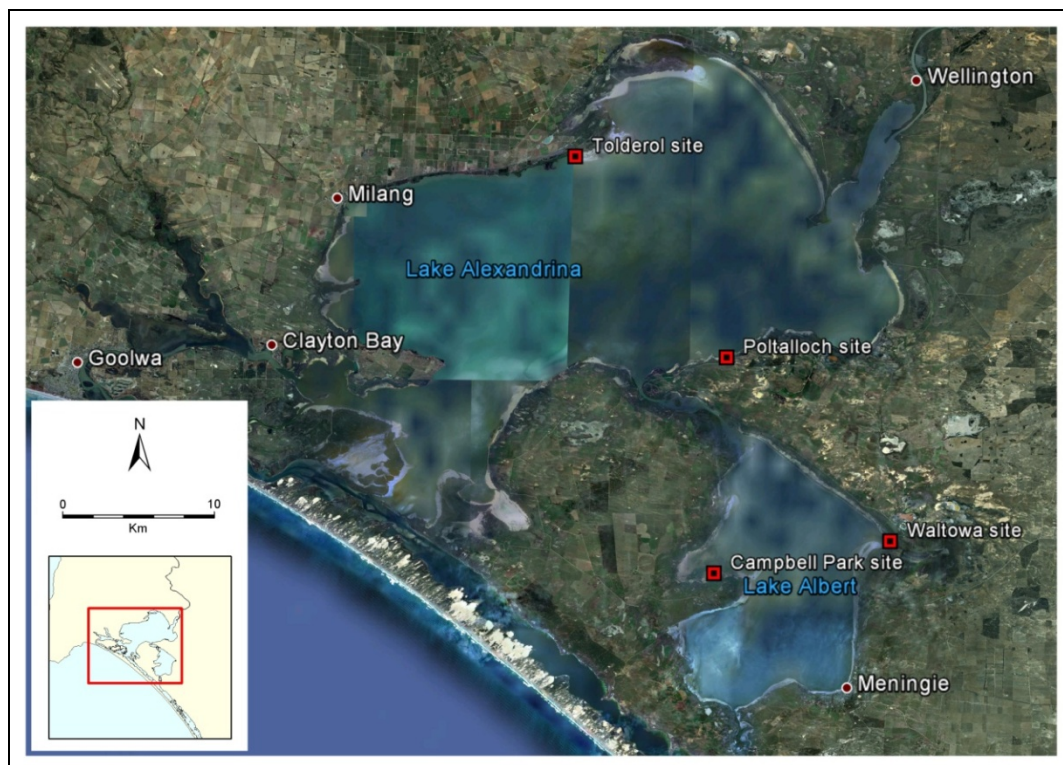 Wellington
Tolderol site
Milang
Lake Alexandrina
Clayton Bay
Goolwa
Poltalloch site
N
0 10
Km
Waltowa site
Campbell Park site
Lake Albert
Meningie